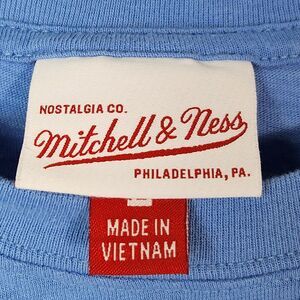 NOSTALGIA CO.
Mitchell & Ness
PHILADELPHIA, PA.
MADE IN
VIETNAM